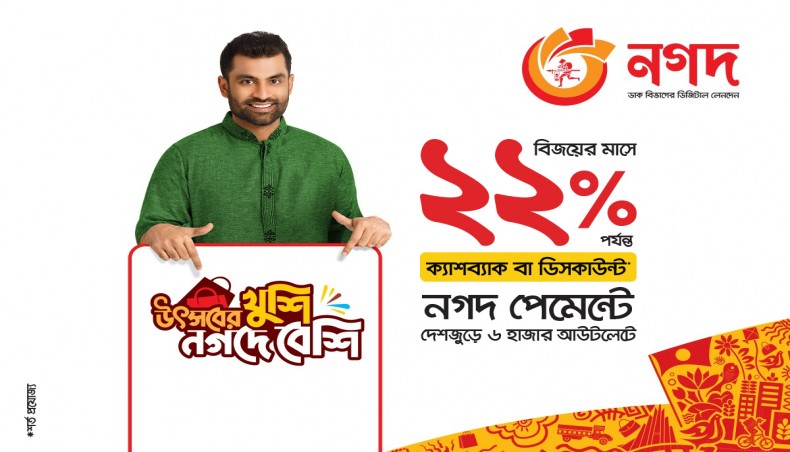 নগদ
ডাক বিভাগের ডিজিটাল লেনদেন
বিজয়ের মাসে
২২%
পর্যন্ত
ক্যাশব্যাক বা ডিসকাউন্ট*
নগদ পেমেন্টে
দেশজুড়ে ৬ হাজার আউটলেটে
উৎসবের খুশি
নগদে বেশি
*শর্ত প্রযোজ্য